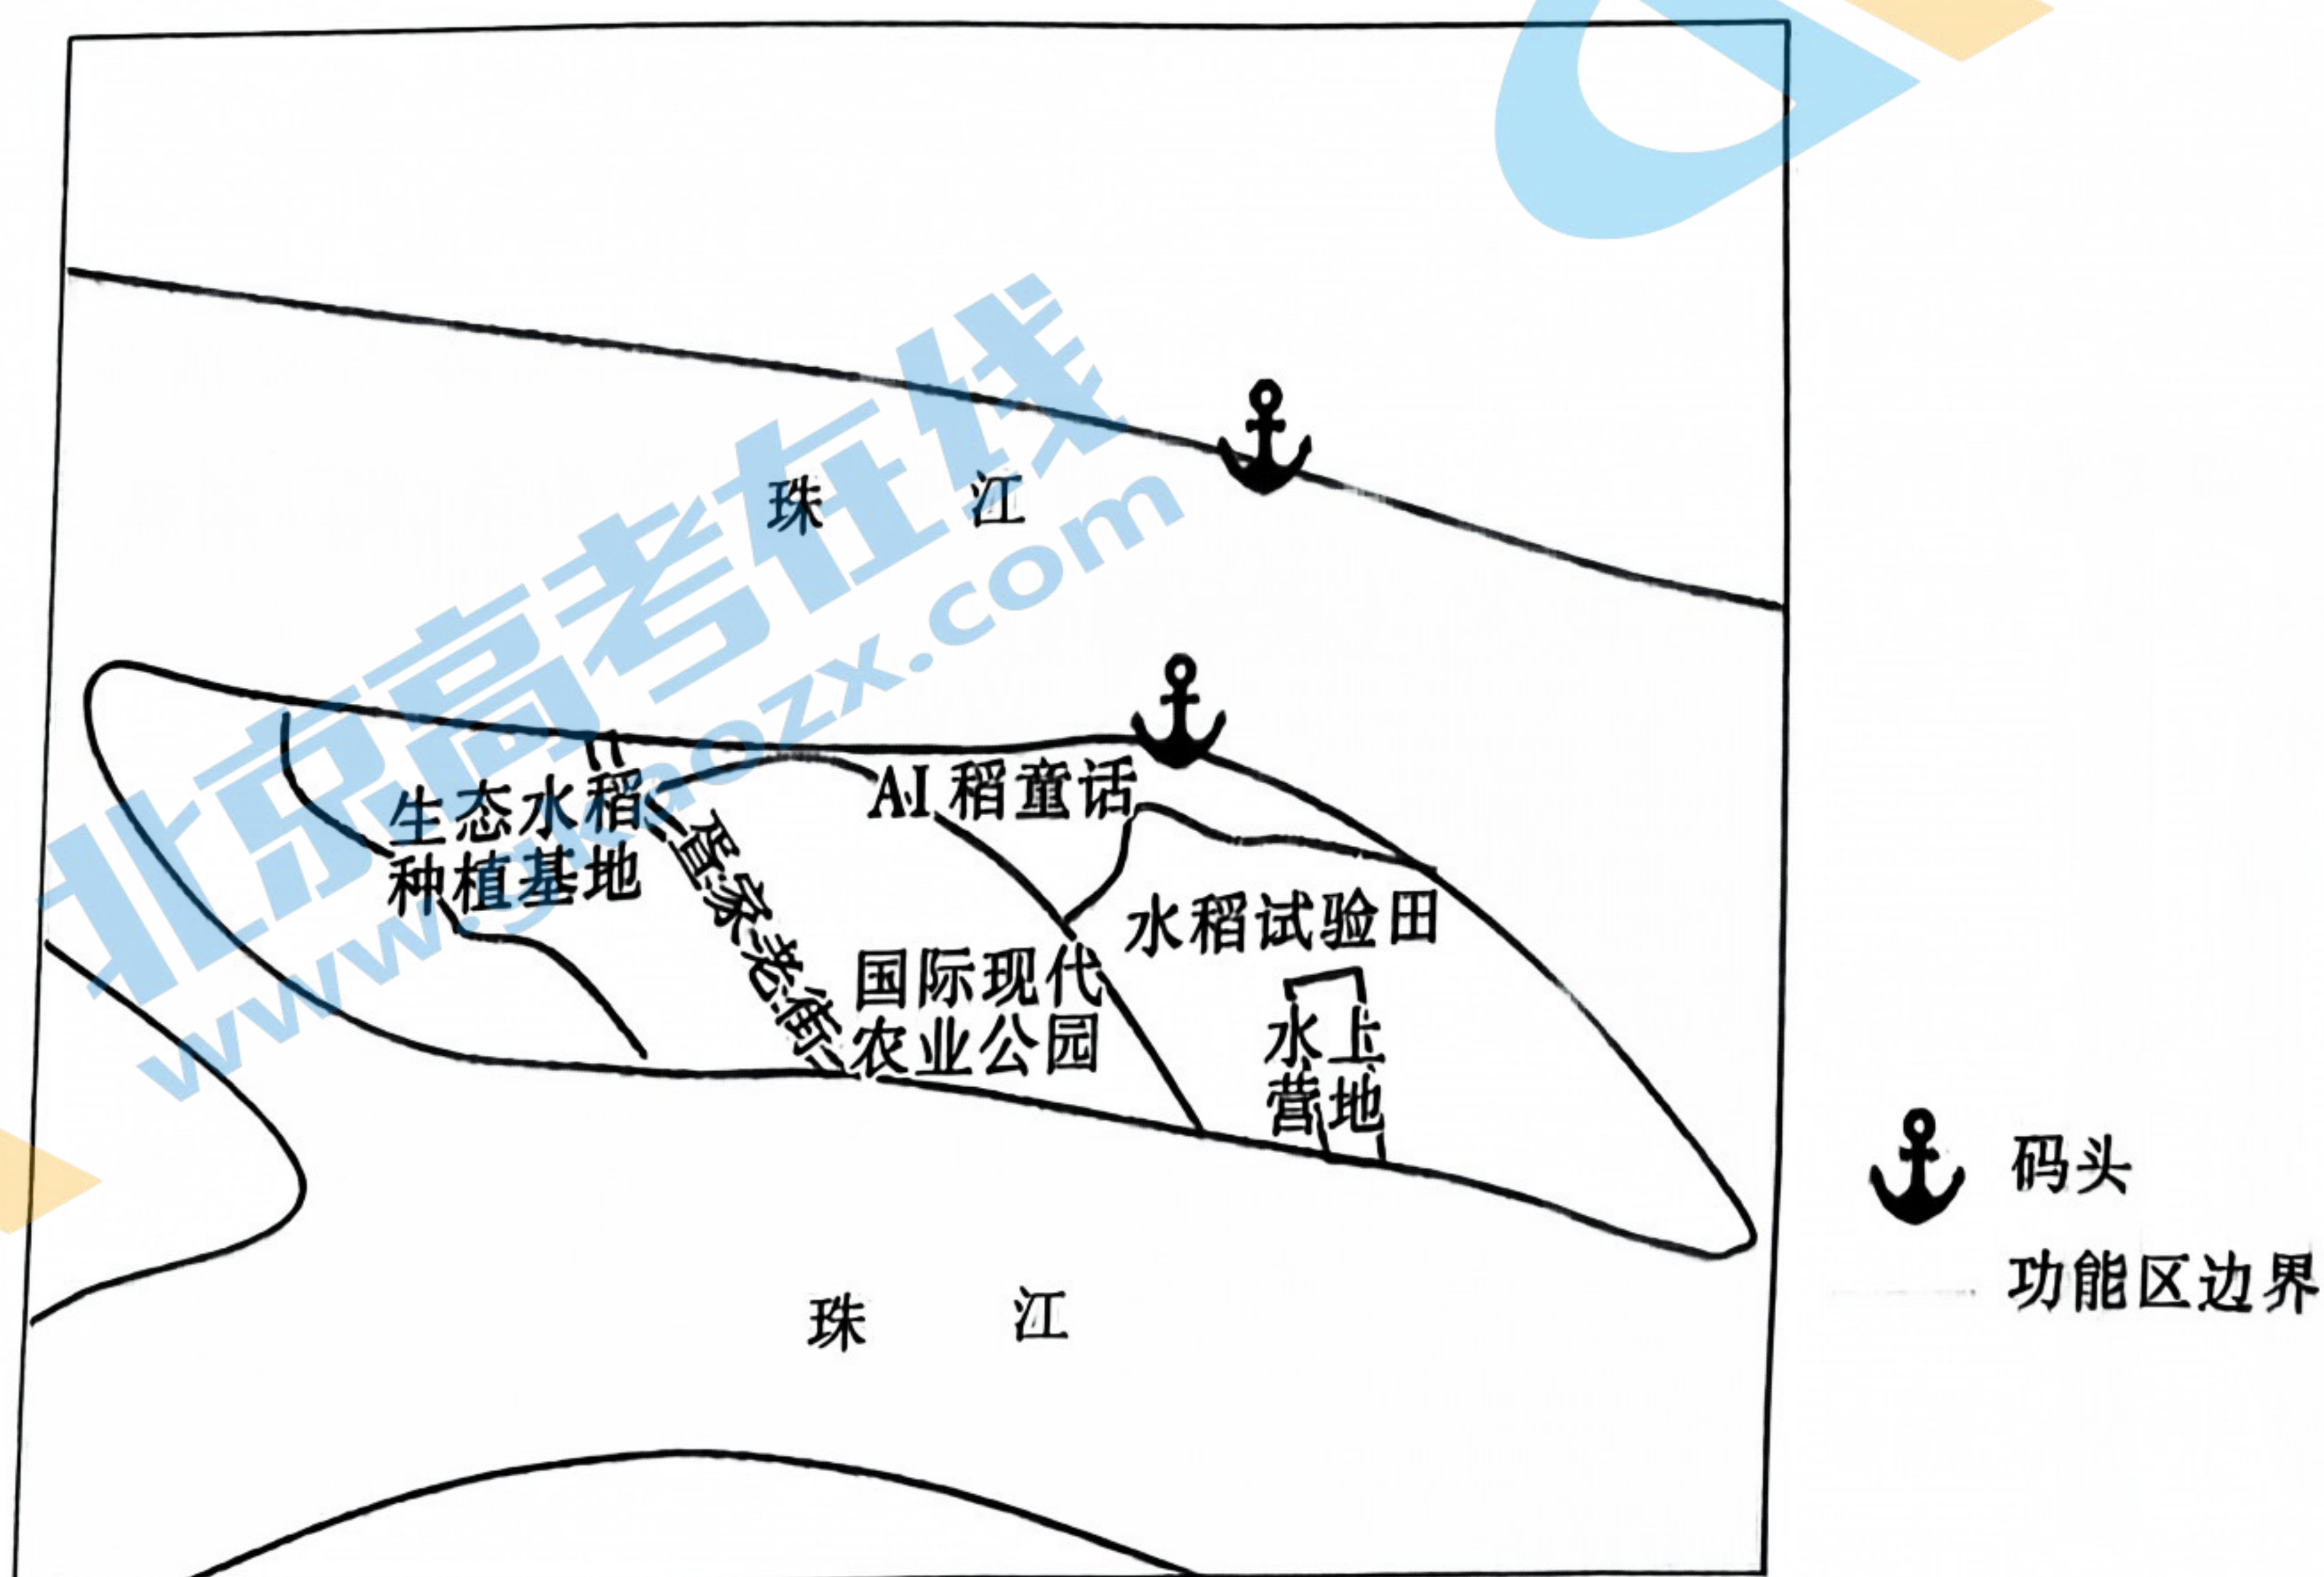 珠 江
AI 稻童话
生态水稻
种植基地
疍家老街
水稻试验田
国际现代
农业公园
水上
营地
珠 江
码头
功能区边界
北京高考在线
www.gkaozx.com